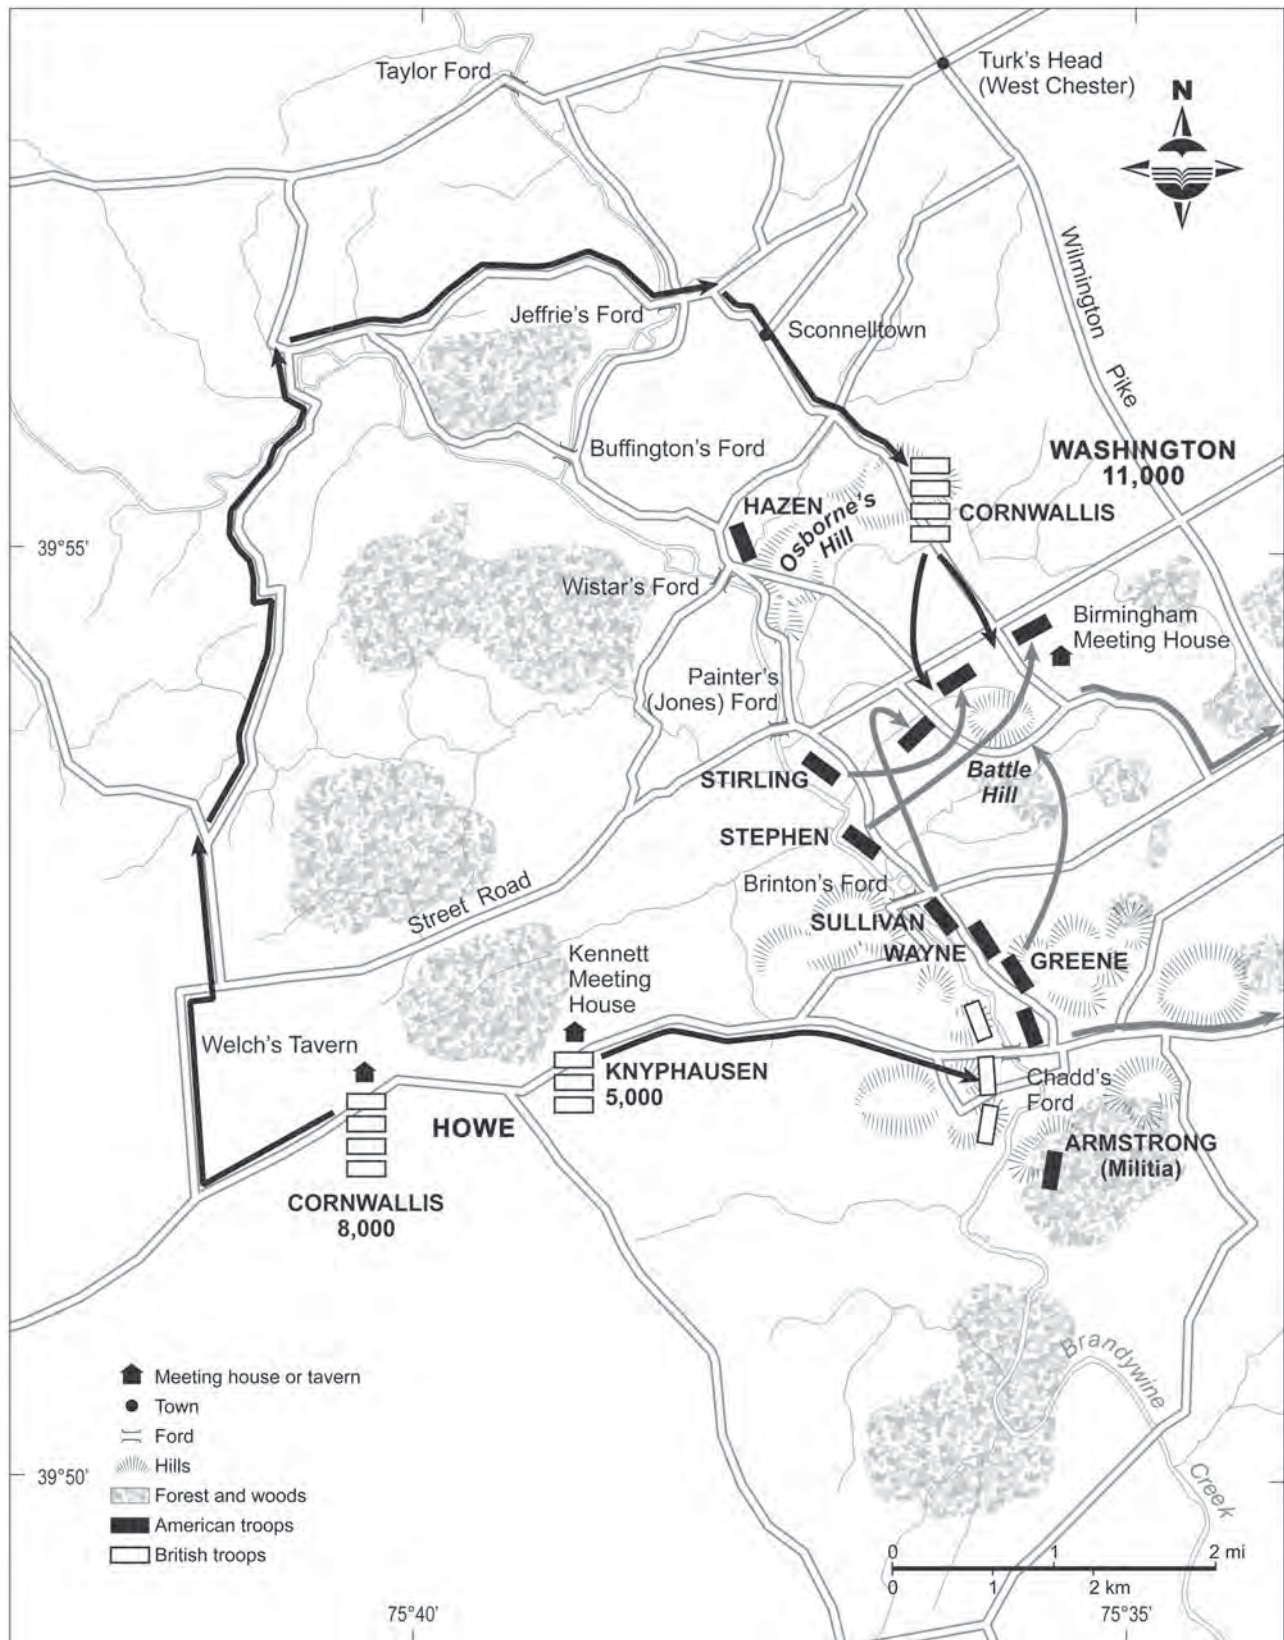 Taylor Ford
Turk's Head
(West Chester)
N
Wilmington
Pike
Jeffrie's Ford
Sconnelltown
Buffington's Ford
WASHINGTON
11,000
HAZEN
Osborne's
Hill
CORNWALLIS
39°55'
Wistar's Ford
Birmingham
Meeting House
Painter's
(Jones) Ford
STIRLING
Battle
Hill
STEPHEN
Brinton's Ford
Street Road
SULLIVAN
WAYNE
GREENE
Kennett
Meeting
House
Welch's Tavern
KNYPHAUSEN
5,000
Chadd's
Ford
HOWE
ARMSTRONG
(Militia)
CORNWALLIS
8,000
Brandywine
Creek
Meeting house or tavern
Town
Ford
Hills
Forest and woods
American troops
British troops
39°50'
0 1 2 mi
0 1 2 km
75°40'
75°35'